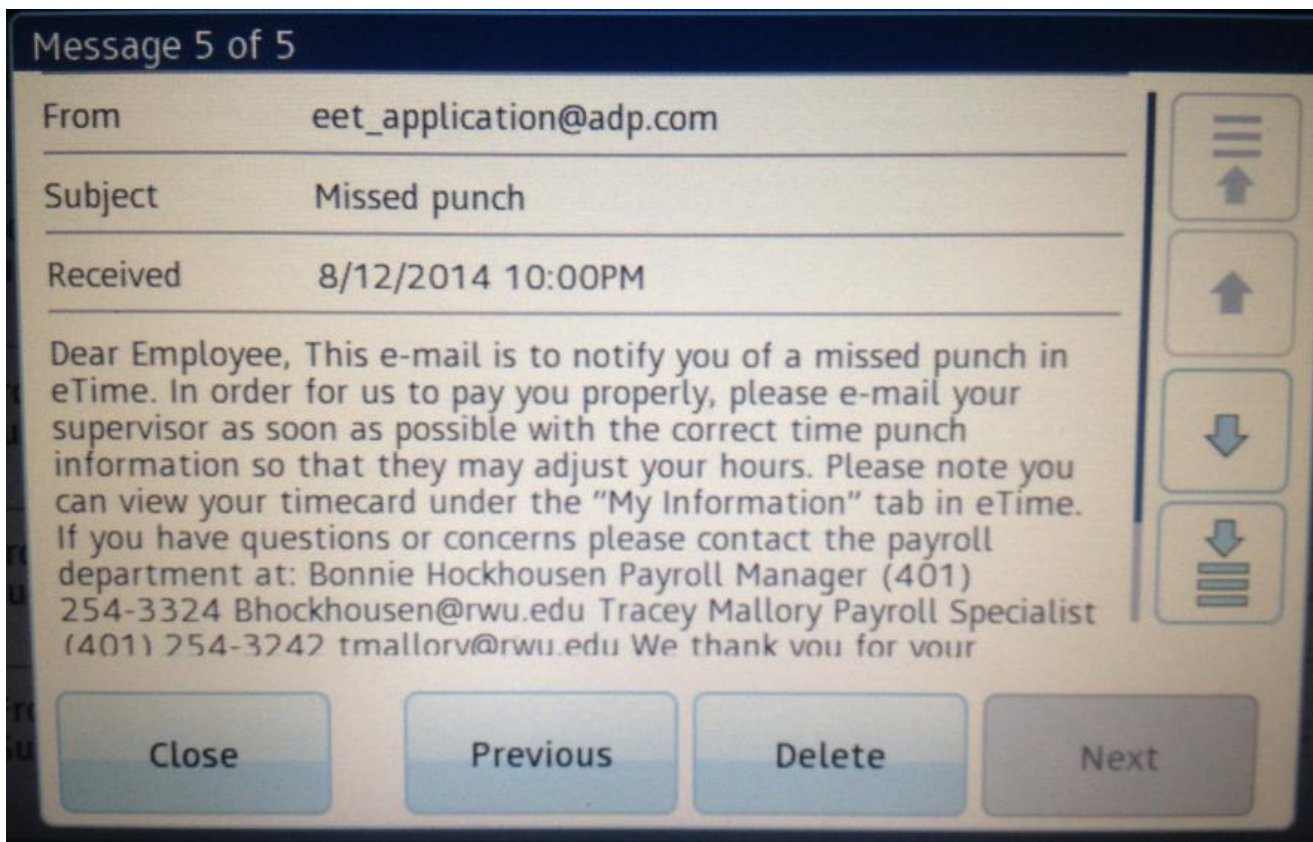 Message 5 of 5
From eet_application@adp.com
Subject Missed punch
Received 8/12/2014 10:00PM
Dear Employee, This e-mail is to notify you of a missed punch in
eTime. In order for us to pay you properly, please e-mail your
supervisor as soon as possible with the correct time punch
information so that they may adjust your hours. Please note you
can view your timecard under the “My Information” tab in eTime.
If you have questions or concerns please contact the payroll
department at: Bonnie Hockhousen Payroll Manager (401)
254-3324 Bhockhousen@rwu.edu Tracey Mallory Payroll Specialist
(401) 254-3242 tmallory@rwu.edu We thank you for your
Close Previous Delete Next